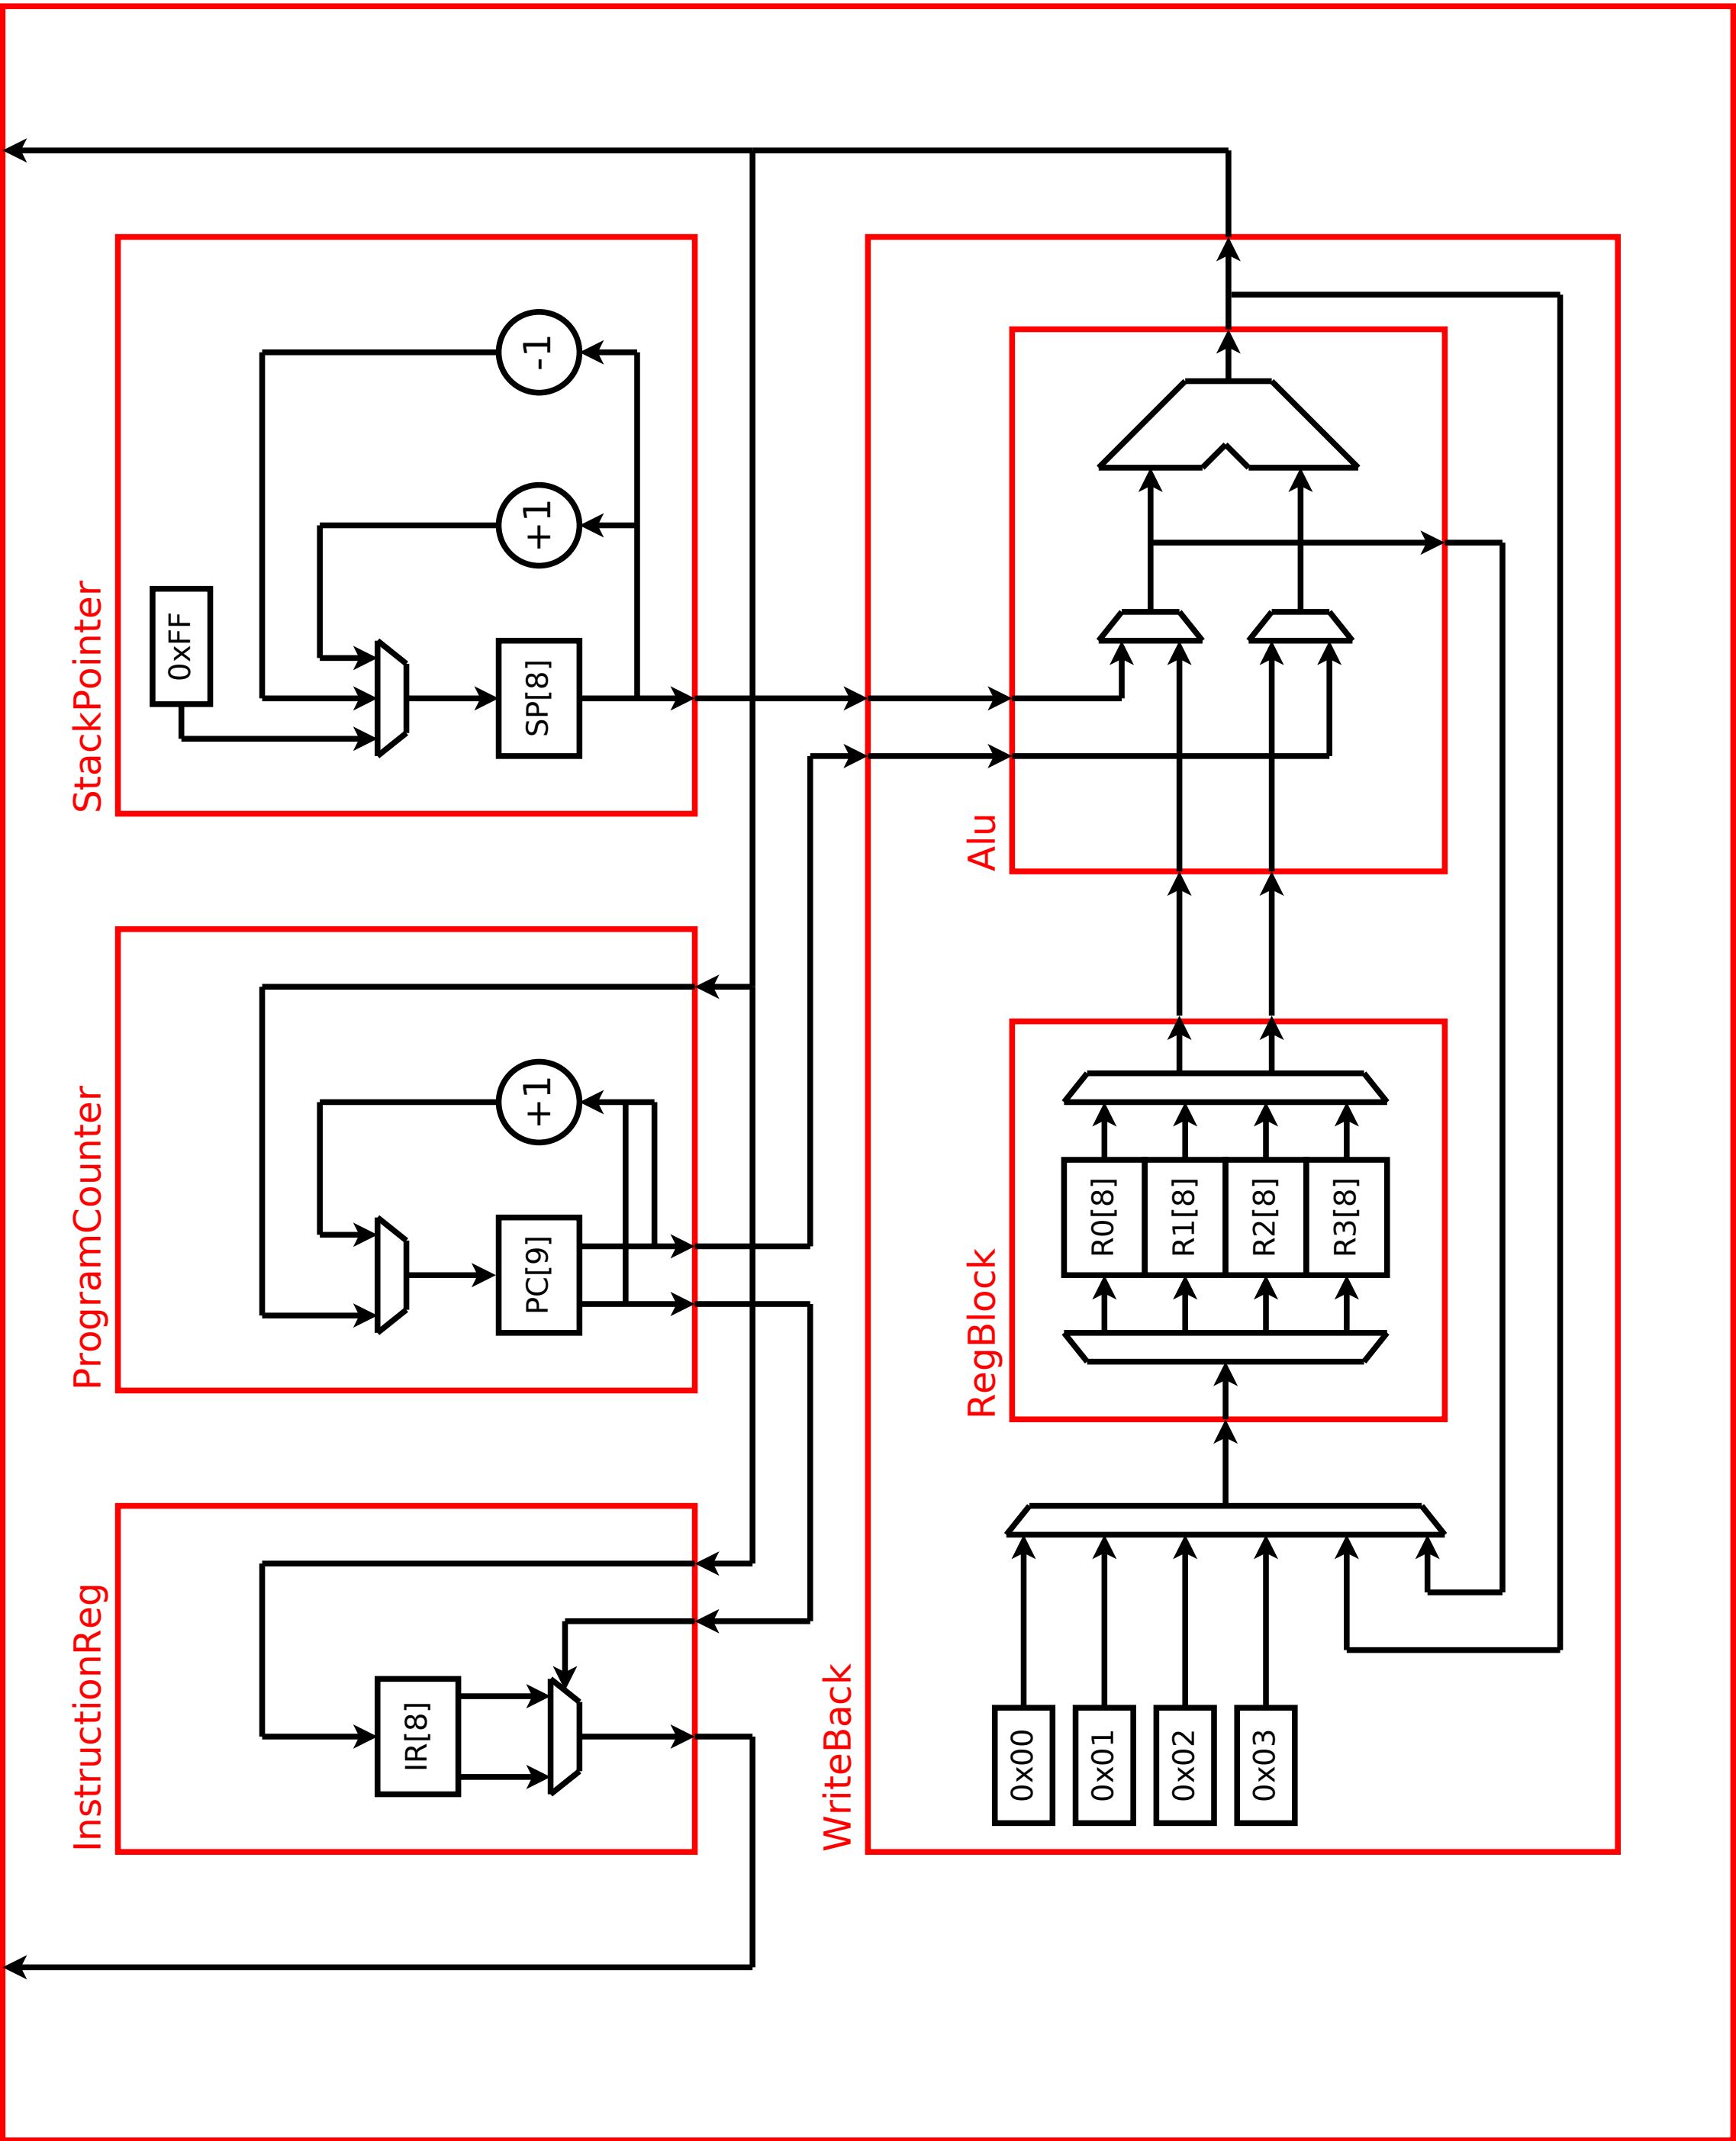 InstructionReg
IR[8]
ProgramCounter
PC[9]
+1
StackPointer
0xFF
SP[8]
+1
-1
WriteBack
0x00
0x01
0x02
0x03
RegBlock
R0[8]
R1[8]
R2[8]
R3[8]
Alu